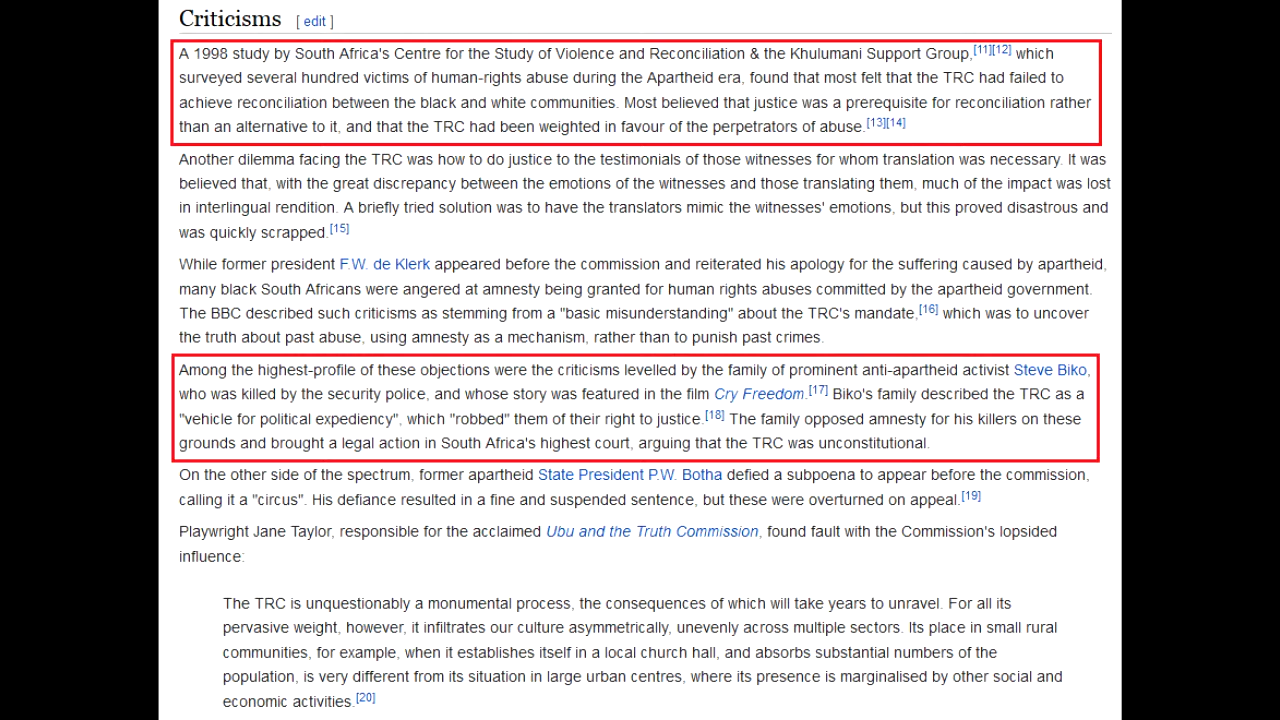 Criticisms [ edit ]
A 1998 study by South Africa's Centre for the Study of Violence and Reconciliation & the Khulumani Support Group,[11][12] which
surveyed several hundred victims of human-rights abuse during the Apartheid era, found that most felt that the TRC had failed to
achieve reconciliation between the black and white communities. Most believed that justice was a prerequisite for reconciliation rather
than an alternative to it, and that the TRC had been weighted in favour of the perpetrators of abuse.[13][14]
Another dilemma facing the TRC was how to do justice to the testimonials of those witnesses for whom translation was necessary. It was
believed that, with the great discrepancy between the emotions of the witnesses and those translating them, much of the impact was lost
in interlingual rendition. A briefly tried solution was to have the translators mimic the witnesses' emotions, but this proved disastrous and
was quickly scrapped.[15]
While former president F.W. de Klerk appeared before the commission and reiterated his apology for the suffering caused by apartheid,
many black South Africans were angered at amnesty being granted for human rights abuses committed by the apartheid government.
The BBC described such criticisms as stemming from a "basic misunderstanding" about the TRC's mandate,[16] which was to uncover
the truth about past abuse, using amnesty as a mechanism, rather than to punish past crimes.
Among the highest-profile of these objections were the criticisms levelled by the family of prominent anti-apartheid activist Steve Biko,
who was killed by the security police, and whose story was featured in the film Cry Freedom.[17] Biko's family described the TRC as a
"vehicle for political expediency", which "robbed" them of their right to justice.[18] The family opposed amnesty for his killers on these
grounds and brought a legal action in South Africa's highest court, arguing that the TRC was unconstitutional.
On the other side of the spectrum, former apartheid State President P.W. Botha defied a subpoena to appear before the commission,
calling it a "circus". His defiance resulted in a fine and suspended sentence, but these were overturned on appeal.[19]
Playwright Jane Taylor, responsible for the acclaimed Ubu and the Truth Commission, found fault with the Commission's lopsided
influence:
The TRC is unquestionably a monumental process, the consequences of which will take years to unravel. For all its
pervasive weight, however, it infiltrates our culture asymmetrically, unevenly across multiple sectors. Its place in small rural
communities, for example, when it establishes itself in a local church hall, and absorbs substantial numbers of the
population, is very different from its situation in large urban centres, where its presence is marginalised by other social and
economic activities.[20]